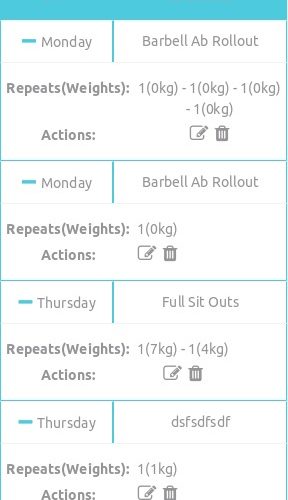 Monday Barbell Ab Rollout
Repeats(Weights): 1(0kg) - 1(0kg) - 1(0kg)
- 1(0kg)
Actions:
Monday Barbell Ab Rollout
Repeats(Weights): 1(0kg)
Actions:
Thursday Full Sit Outs
Repeats(Weights): 1(7kg) - 1(4kg)
Actions:
Thursday dsfsdfsdf
Repeats(Weights): 1(1kg)
Actions: